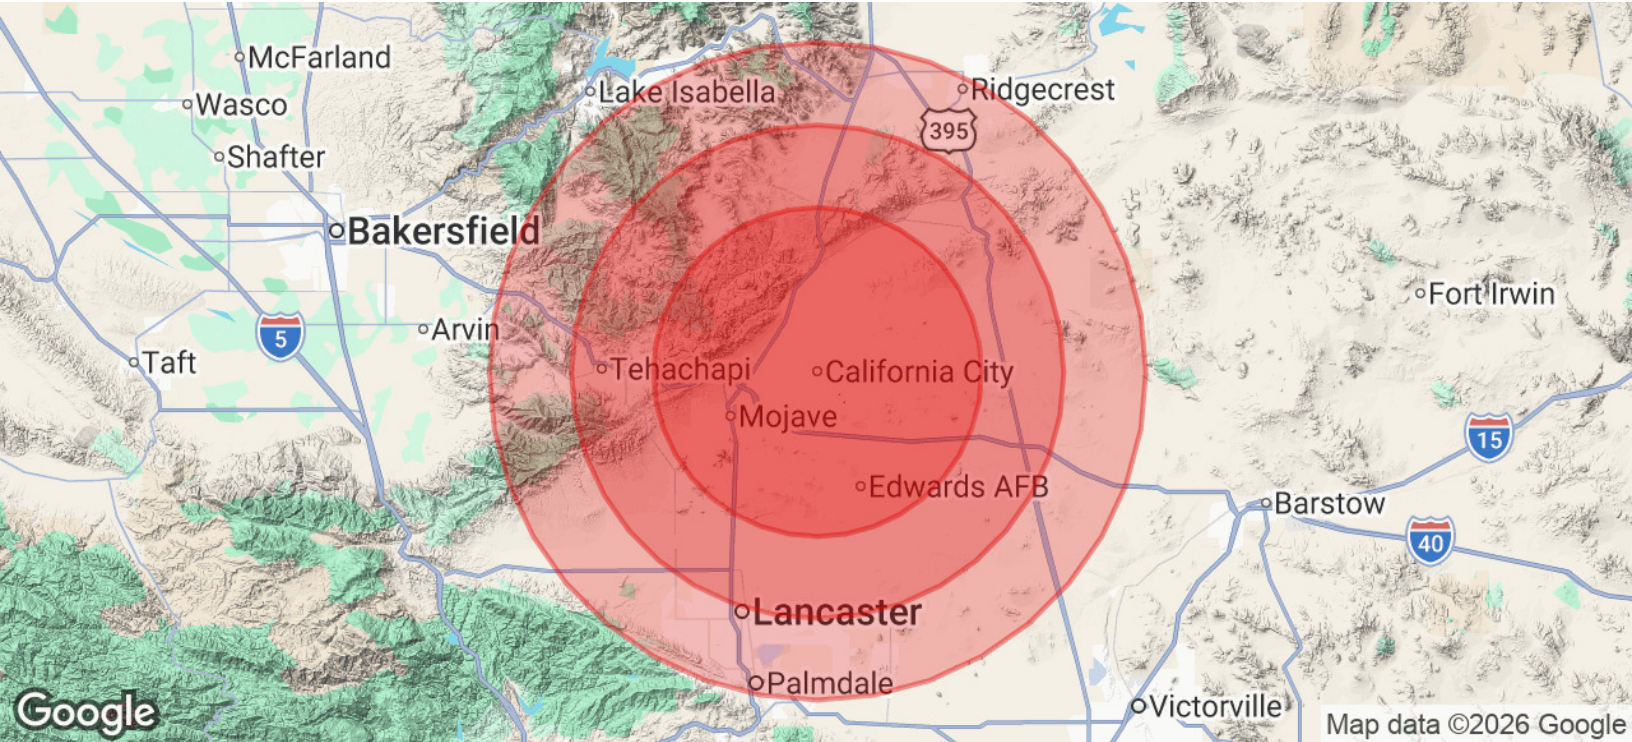 McFarland
Lake Isabella
Ridgecrest
Wasco
395
Shafter
Bakersfield
Fort Irwin
Arvin
5
Taft
Tehachapi
California City
Mojave
15
Edwards AFB
Barstow
40
Lancaster
Palmdale
Victorville
Google
Map data ©2026 Google